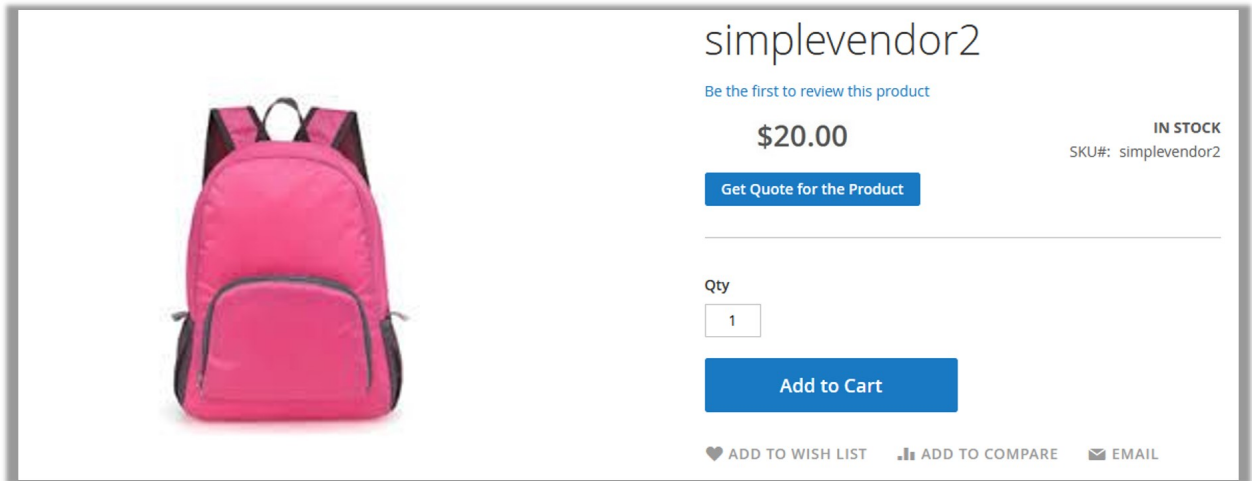 simplevendor2
Be the first to review this product
$20.00
IN STOCK
SKU#: simplevendor2
Get Quote for the Product
Qty
1
Add to Cart
ADD TO WISH LIST ADD TO COMPARE EMAIL